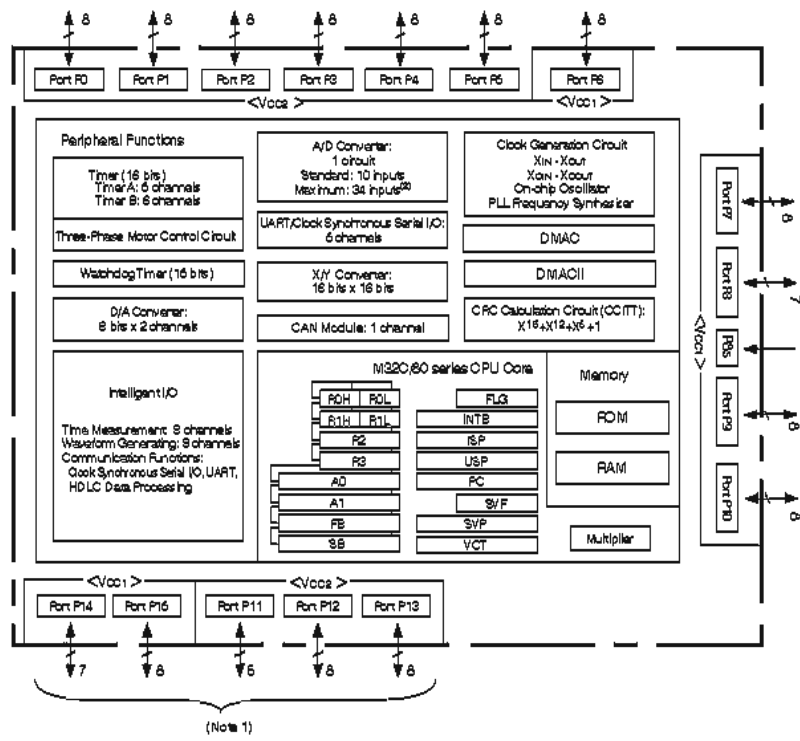 8 8 8 8 8 8 8
Port P0 Port P1 Port P2 Port P3 Port P4 Port P5 Port P6
<VCC2> <VCC1>
Peripheral Functions
Timer (16 bits)
Timer A: 5 channels
Timer B: 6 channels
Three-Phase Motor Control Circuit
Watchdog Timer (15 bits)
D/A Converter:
8 bits x 2 channels
Intelligent I/O
Time Measurement: 8 channels
Waveform Generating: 8 channels
Communication Functions:
Clock Synchronous Serial I/O, UART,
HDLC Data Processing
A/D Converter:
1 circuit
Standard: 10 inputs
Maximum: 34 inputs(2)
UART/Clock Synchronous Serial I/O:
5 channels
X/Y Converter:
16 bits x 16 bits
CAN Module: 1 channel
Clock Generation Circuit
XIN - XOUT
XCIN - XCOUT
On-chip Oscillator
PLL Frequency Synthesizer
DMAC
DMACII
CRC Calculation Circuit (CCITT):
X16+X12+X5+1
M32C/80 series CPU Core
R0H R0L
R1H R1L
R2
R3
A0
A1
FB
SB
FLG
INTB
ISP
USP
PC
SVF
SVP
VCT
Memory
ROM
RAM
Multiplier
<VCC1>
Port P7
8
Port P8
7
P85
Port P9
8
Port P10
8
<VCC1> <VCC2>
Port P14 Port P15 Port P11 Port P12 Port P13
7 8 5 8 8
(Note 1)